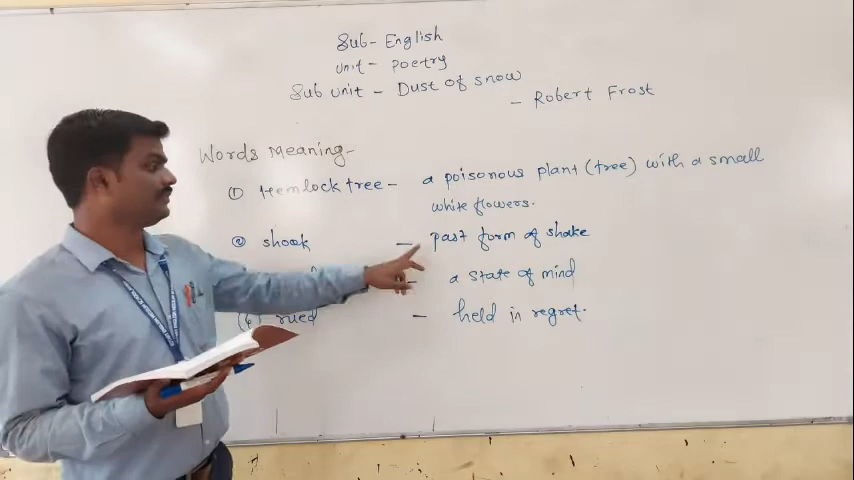 Sub- English
unit - poetry
Sub unit - Dust of snow
- Robert Frost
Words Meaning-
① Hemlock tree - a poisonous plant (tree) with a small
white flowers.
② shook - past form of shake
- a state of mind
rued - held in regret.